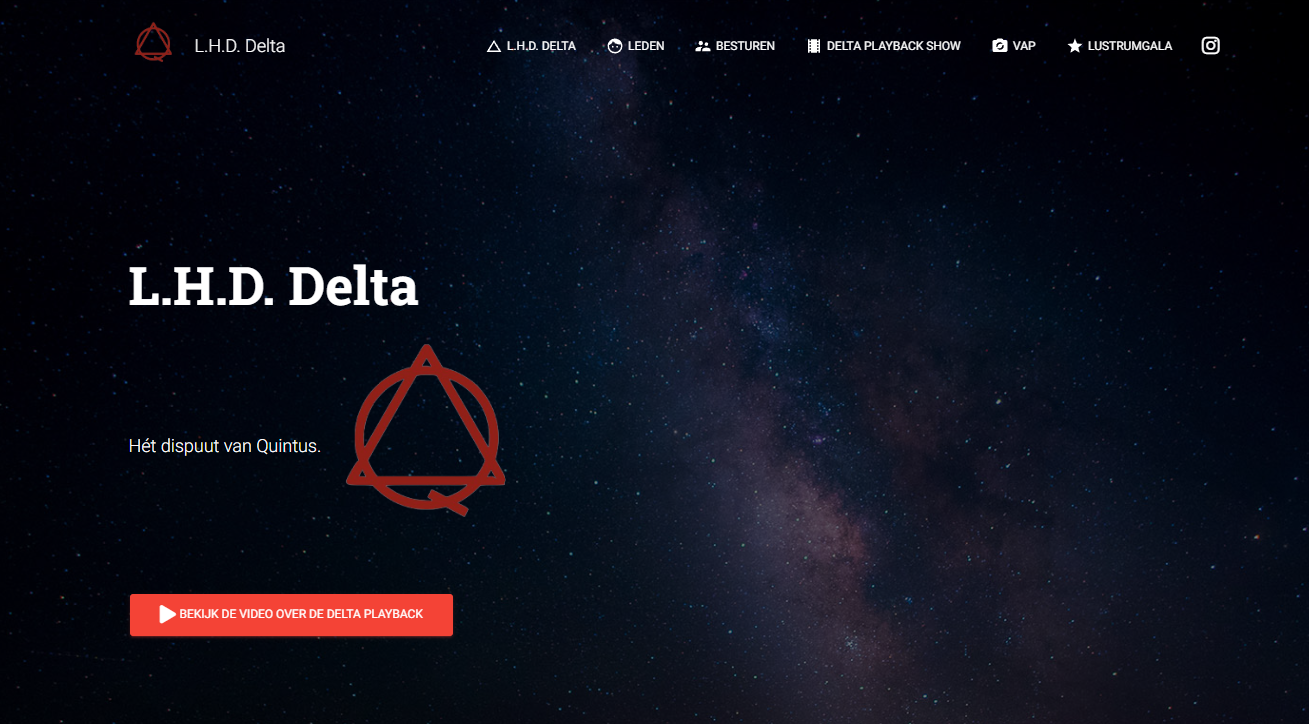 L.H.D. Delta
L.H.D. DELTA
LEDEN
BESTUREN
DELTA PLAYBACK SHOW
VAP
LUSTRUMGALA
L.H.D. Delta
Hét dispuut van Quintus.
BEKIJK DE VIDEO OVER DE DELTA PLAYBACK